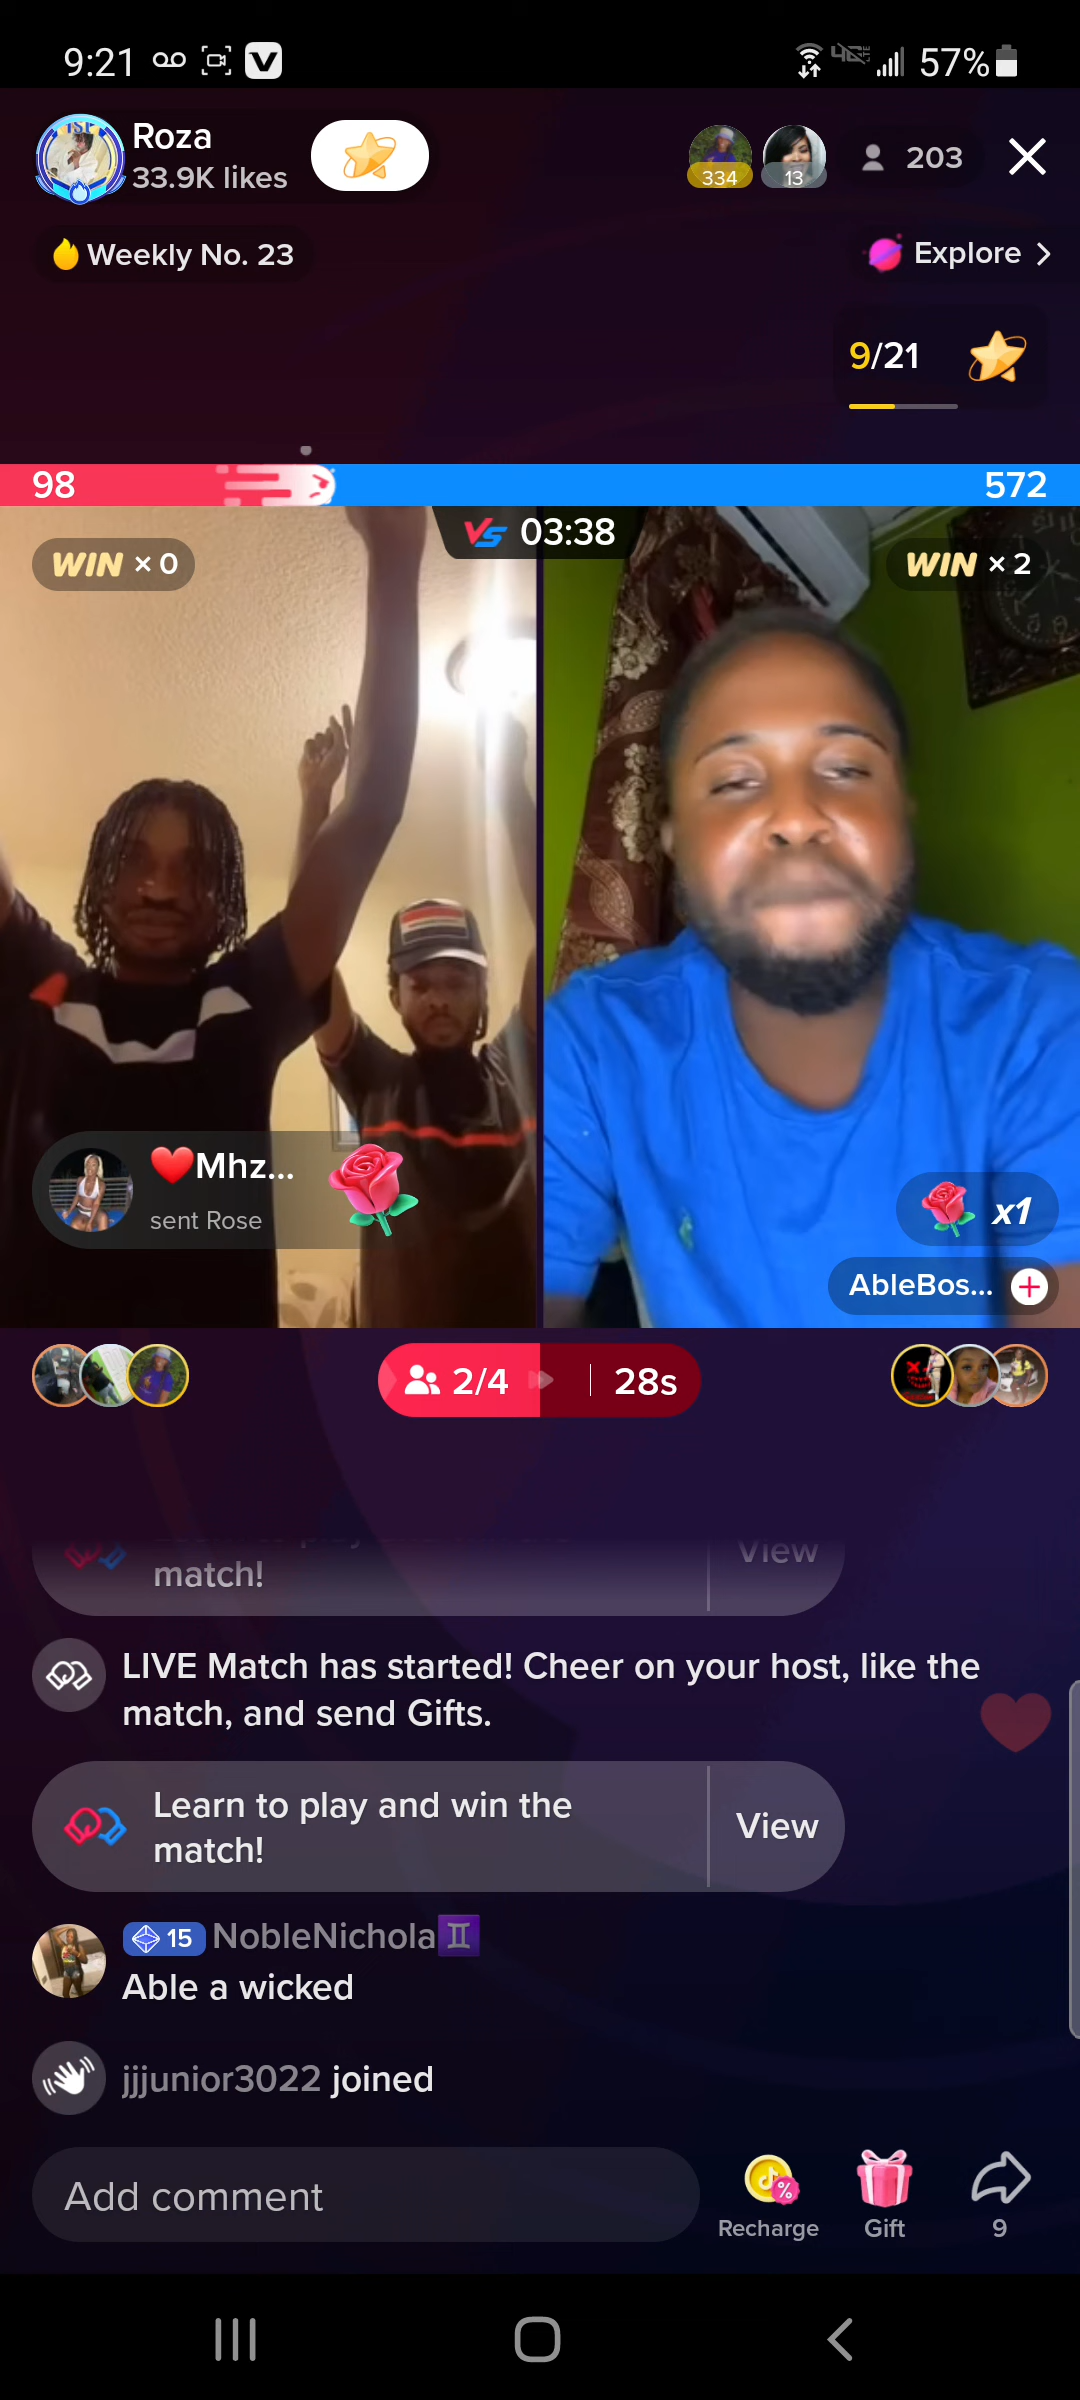 9:21
57%
Roza
33.9K likes
334
13
203
Weekly No. 23
Explore
9/21
98
572
WIN × 0
VS 03:38
WIN × 2
❤️Mhz...
sent Rose
x1
AbleBos...
2/4
28s
match!
View
LIVE Match has started! Cheer on your host, like the
match, and send Gifts.
Learn to play and win the
match!
View
15 NobleNichola♊
Able a wicked
jjjunior3022 joined
Add comment
Recharge
Gift
9